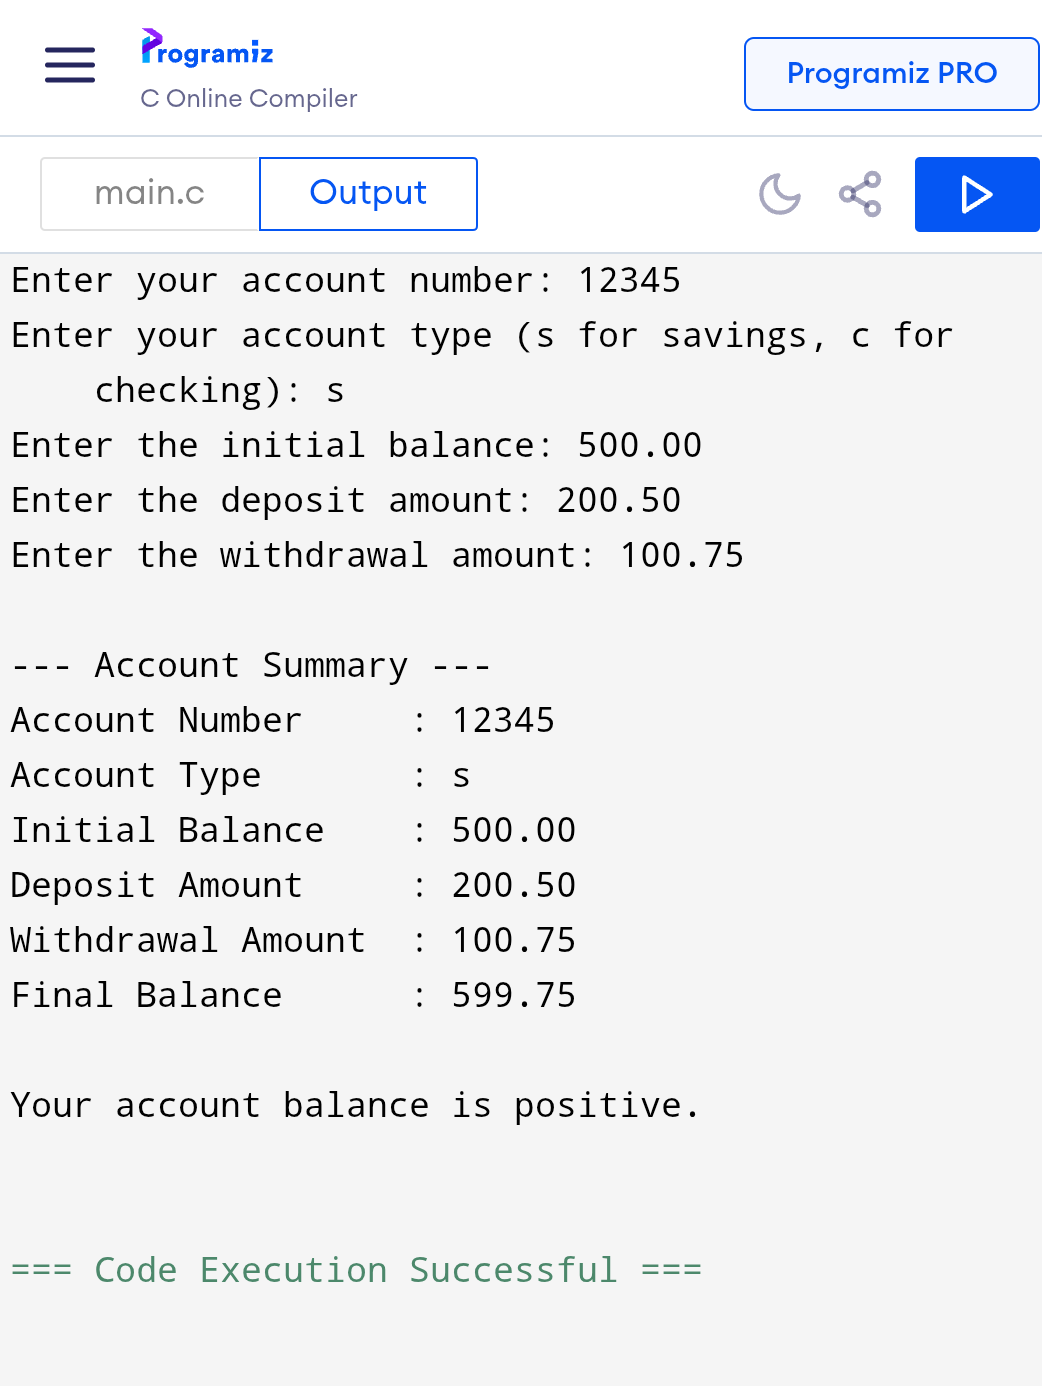 Programiz
C Online Compiler
Programiz PRO
main.c
Output
Enter your account number: 12345
Enter your account type (s for savings, c for
    checking): s
Enter the initial balance: 500.00
Enter the deposit amount: 200.50
Enter the withdrawal amount: 100.75

--- Account Summary ---
Account Number     : 12345
Account Type       : s
Initial Balance    : 500.00
Deposit Amount     : 200.50
Withdrawal Amount  : 100.75
Final Balance      : 599.75

Your account balance is positive.

=== Code Execution Successful ===